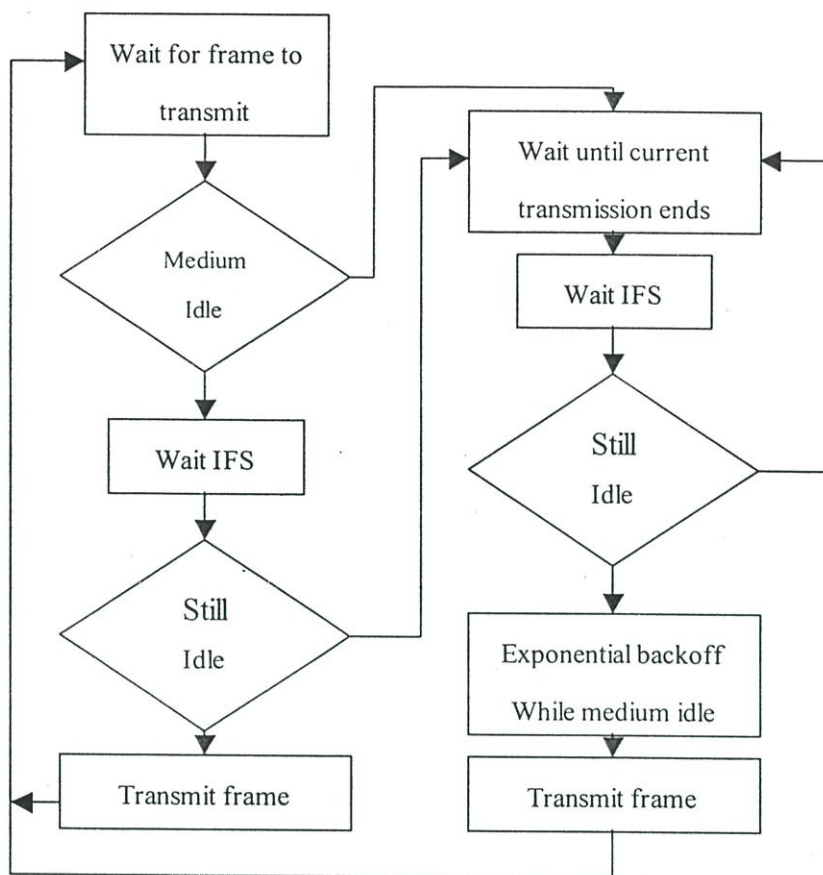 Wait for frame to
transmit
Medium
Idle
Wait IFS
Still
Idle
Transmit frame
Wait until current
transmission ends
Wait IFS
Still
Idle
Exponential backoff
While medium idle
Transmit frame